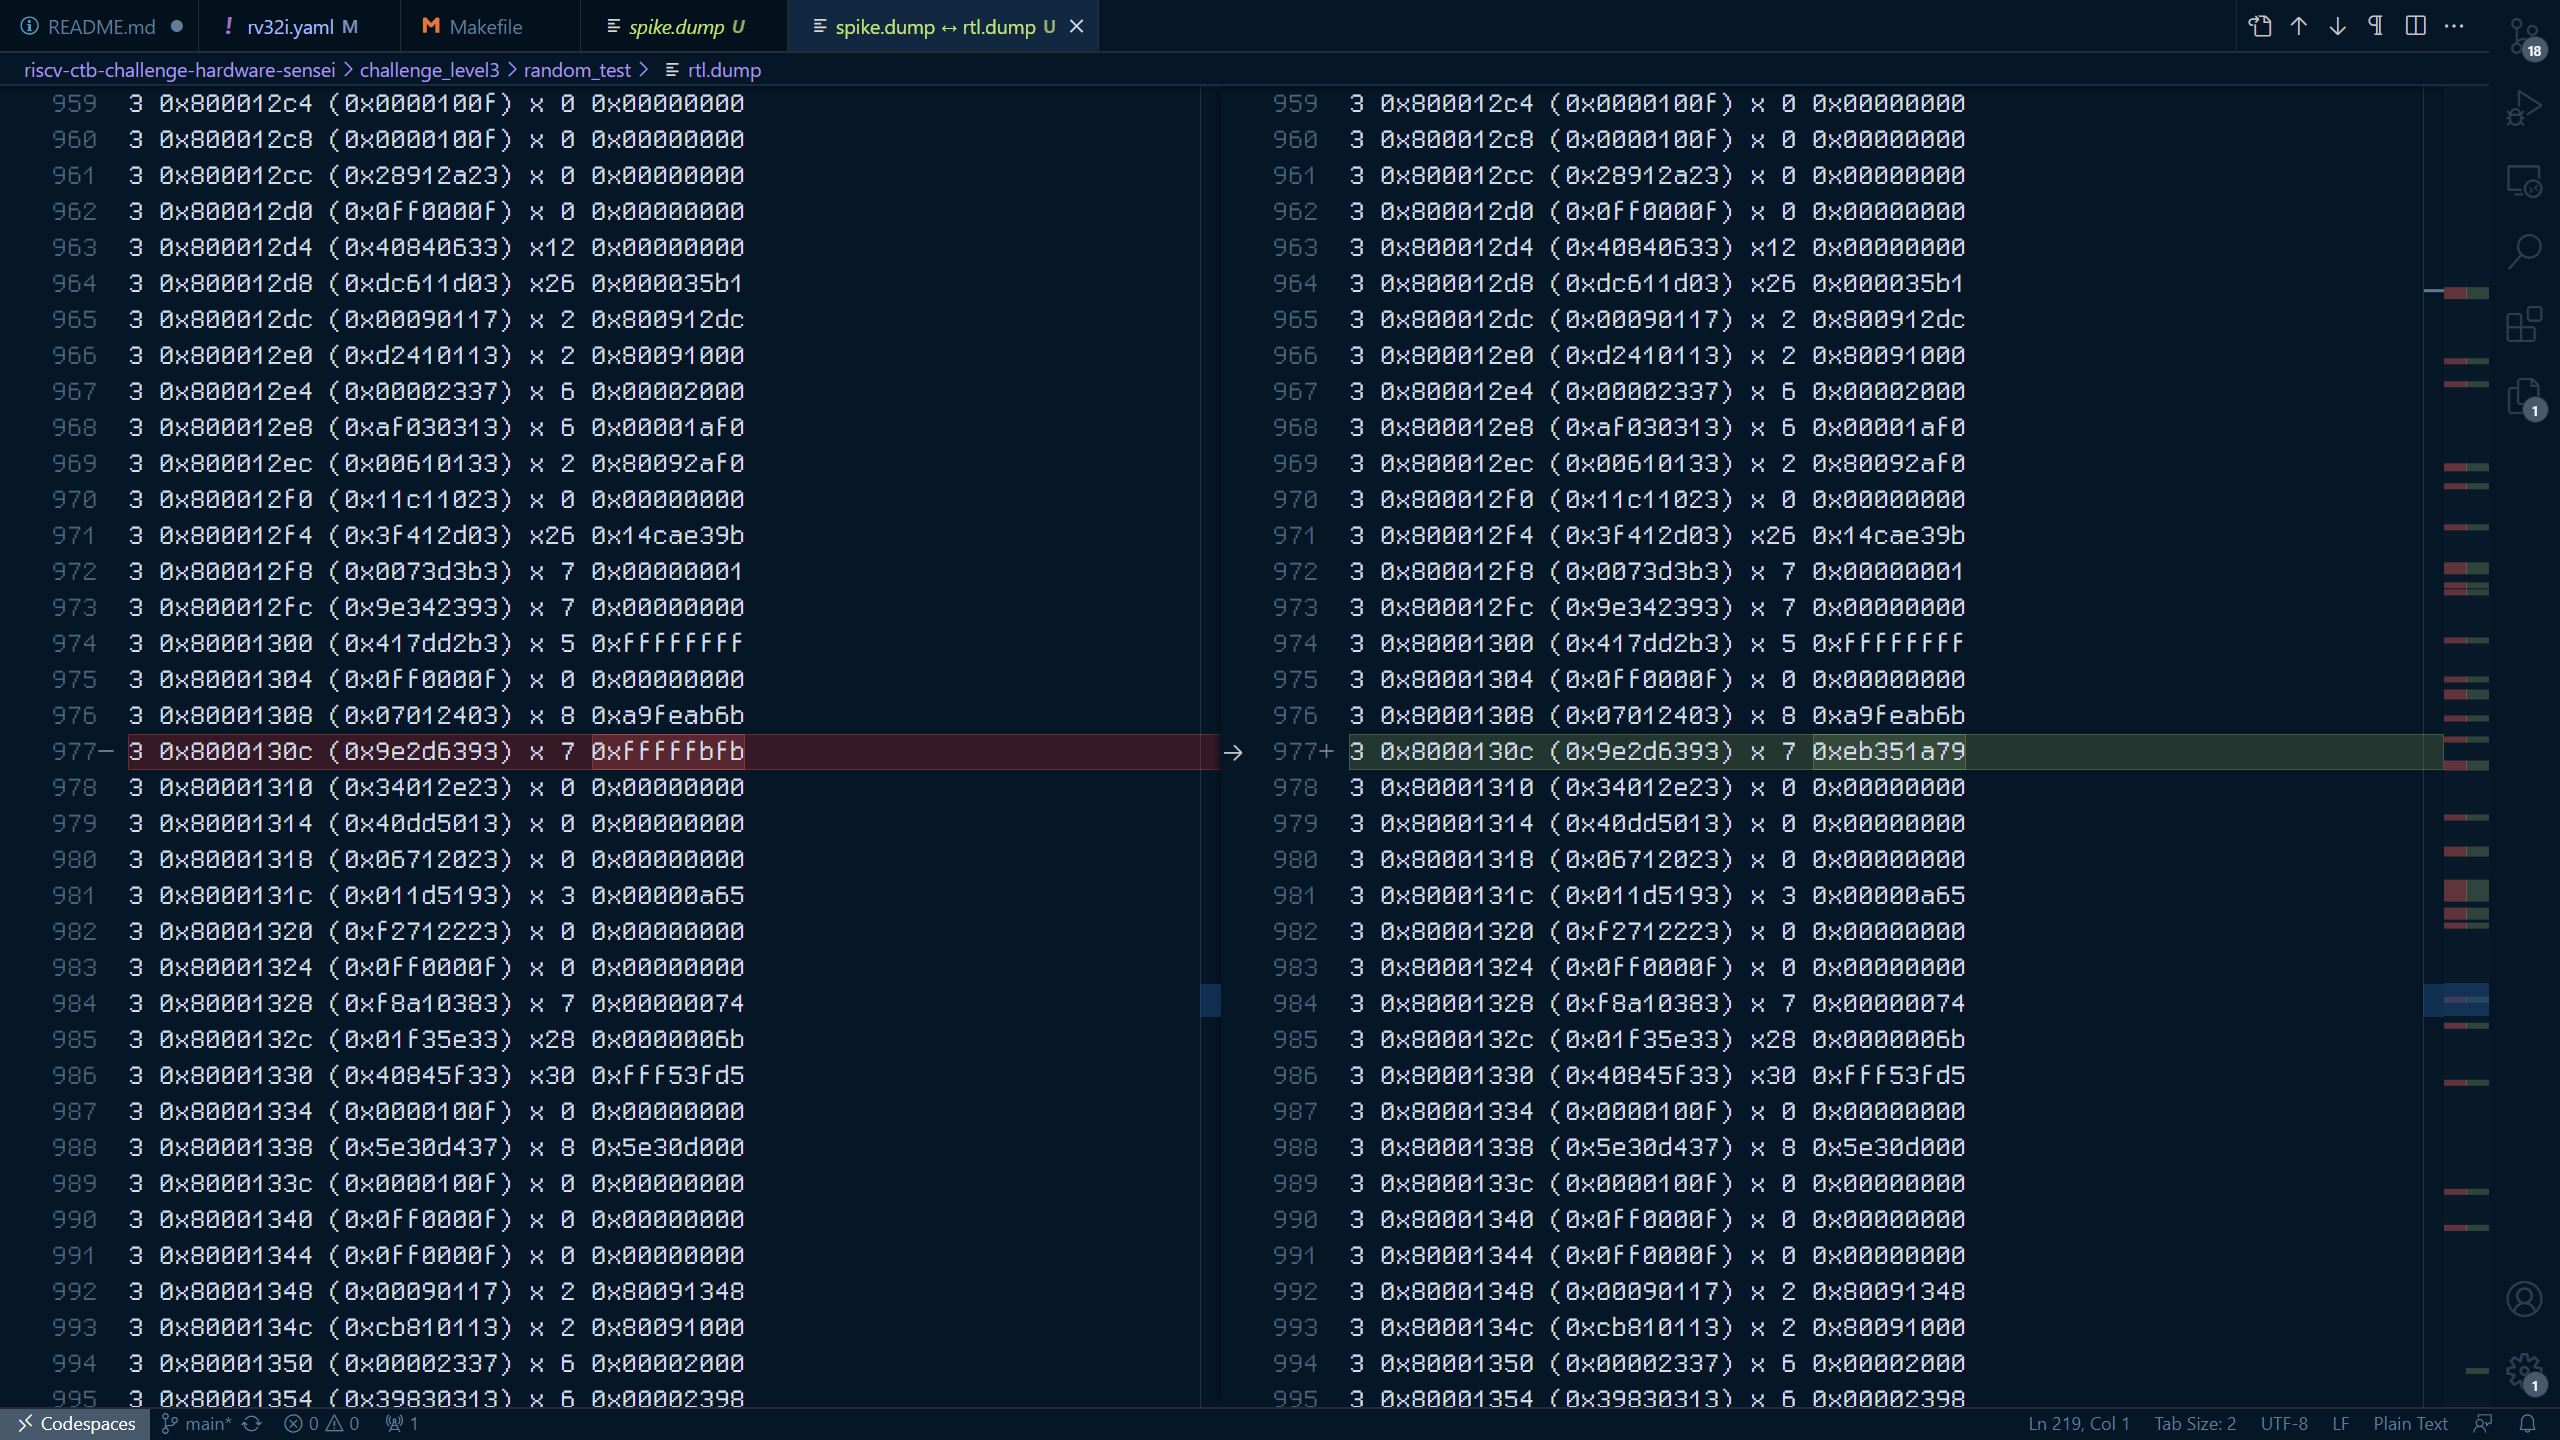 README.md
! rv32i.yaml M
M Makefile
spike.dump U
spike.dump ↔ rtl.dump U
riscv-ctb-challenge-hardware-sensei > challenge_level3 > random_test > rtl.dump
18
1
959 3 0x800012c4 (0x0000100f) x 0 0x00000000
960 3 0x800012c8 (0x0000100f) x 0 0x00000000
961 3 0x800012cc (0x28912a23) x 0 0x00000000
962 3 0x800012d0 (0x0ff0000f) x 0 0x00000000
963 3 0x800012d4 (0x40840633) x12 0x00000000
964 3 0x800012d8 (0xdc611d03) x26 0x000035b1
965 3 0x800012dc (0x00090117) x 2 0x800912dc
966 3 0x800012e0 (0xd2410113) x 2 0x80091000
967 3 0x800012e4 (0x00002337) x 6 0x00002000
968 3 0x800012e8 (0xaf030313) x 6 0x00001af0
969 3 0x800012ec (0x00610133) x 2 0x80092af0
970 3 0x800012f0 (0x11c11023) x 0 0x00000000
971 3 0x800012f4 (0x3f412d03) x26 0x14cae39b
972 3 0x800012f8 (0x0073d3b3) x 7 0x00000001
973 3 0x800012fc (0x9e342393) x 7 0x00000000
974 3 0x80001300 (0x417dd2b3) x 5 0xffffffff
975 3 0x80001304 (0x0ff0000f) x 0 0x00000000
976 3 0x80001308 (0x07012403) x 8 0xa9feab6b
977− 3 0x8000130c (0x9e2d6393) x 7 0xfffffbfb
978 3 0x80001310 (0x34012e23) x 0 0x00000000
979 3 0x80001314 (0x40dd5013) x 0 0x00000000
980 3 0x80001318 (0x06712023) x 0 0x00000000
981 3 0x8000131c (0x011d5193) x 3 0x00000a65
982 3 0x80001320 (0xf2712223) x 0 0x00000000
983 3 0x80001324 (0x0ff0000f) x 0 0x00000000
984 3 0x80001328 (0xf8a10383) x 7 0x00000074
985 3 0x8000132c (0x01f35e33) x28 0x0000006b
986 3 0x80001330 (0x40845f33) x30 0xfff53fd5
987 3 0x80001334 (0x0000100f) x 0 0x00000000
988 3 0x80001338 (0x5e30d437) x 8 0x5e30d000
989 3 0x8000133c (0x0000100f) x 0 0x00000000
990 3 0x80001340 (0x0ff0000f) x 0 0x00000000
991 3 0x80001344 (0x0ff0000f) x 0 0x00000000
992 3 0x80001348 (0x00090117) x 2 0x80091348
993 3 0x8000134c (0xcb810113) x 2 0x80091000
994 3 0x80001350 (0x00002337) x 6 0x00002000
995 3 0x80001354 (0x39830313) x 6 0x00002398
959 3 0x800012c4 (0x0000100f) x 0 0x00000000
960 3 0x800012c8 (0x0000100f) x 0 0x00000000
961 3 0x800012cc (0x28912a23) x 0 0x00000000
962 3 0x800012d0 (0x0ff0000f) x 0 0x00000000
963 3 0x800012d4 (0x40840633) x12 0x00000000
964 3 0x800012d8 (0xdc611d03) x26 0x000035b1
965 3 0x800012dc (0x00090117) x 2 0x800912dc
966 3 0x800012e0 (0xd2410113) x 2 0x80091000
967 3 0x800012e4 (0x00002337) x 6 0x00002000
968 3 0x800012e8 (0xaf030313) x 6 0x00001af0
969 3 0x800012ec (0x00610133) x 2 0x80092af0
970 3 0x800012f0 (0x11c11023) x 0 0x00000000
971 3 0x800012f4 (0x3f412d03) x26 0x14cae39b
972 3 0x800012f8 (0x0073d3b3) x 7 0x00000001
973 3 0x800012fc (0x9e342393) x 7 0x00000000
974 3 0x80001300 (0x417dd2b3) x 5 0xffffffff
975 3 0x80001304 (0x0ff0000f) x 0 0x00000000
976 3 0x80001308 (0x07012403) x 8 0xa9feab6b
977+ 3 0x8000130c (0x9e2d6393) x 7 0xeb351a79
978 3 0x80001310 (0x34012e23) x 0 0x00000000
979 3 0x80001314 (0x40dd5013) x 0 0x00000000
980 3 0x80001318 (0x06712023) x 0 0x00000000
981 3 0x8000131c (0x011d5193) x 3 0x00000a65
982 3 0x80001320 (0xf2712223) x 0 0x00000000
983 3 0x80001324 (0x0ff0000f) x 0 0x00000000
984 3 0x80001328 (0xf8a10383) x 7 0x00000074
985 3 0x8000132c (0x01f35e33) x28 0x0000006b
986 3 0x80001330 (0x40845f33) x30 0xfff53fd5
987 3 0x80001334 (0x0000100f) x 0 0x00000000
988 3 0x80001338 (0x5e30d437) x 8 0x5e30d000
989 3 0x8000133c (0x0000100f) x 0 0x00000000
990 3 0x80001340 (0x0ff0000f) x 0 0x00000000
991 3 0x80001344 (0x0ff0000f) x 0 0x00000000
992 3 0x80001348 (0x00090117) x 2 0x80091348
993 3 0x8000134c (0xcb810113) x 2 0x80091000
994 3 0x80001350 (0x00002337) x 6 0x00002000
995 3 0x80001354 (0x39830313) x 6 0x00002398
1
Codespaces main* 0 0 1 Ln 219, Col 1 Tab Size: 2 UTF-8 LF Plain Text